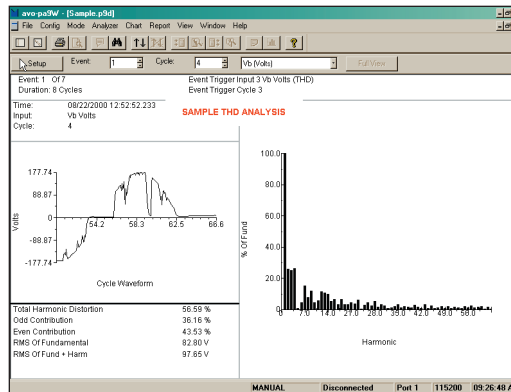 avo-pa9W - [Sample.p9d]
File Config Mode Analyzer Chart Report View Window Help
Setup Event: 1 Cycle: 4 Vb (Volts) Full View
Event: 1 Of 7 Event Trigger Input 3 Vb Volts (THD)
Duration: 8 Cycles Event Trigger Cycle 3
Time: 08/22/2000 12:52:52.233
Input: Vb Volts
Cycle: 4
SAMPLE THD ANALYSIS
177.74
88.87
0
-88.87
-177.74
Volts
54.2 58.3 62.5 66.6
Cycle Waveform
100.0
80.0
60.0
40.0
20.0
0
% Of Fund
7.0 14.0 21.0 28.0 35.0 42.0 49.0 56.0
Harmonic
Total Harmonic Distortion 56.59 %
Odd Contribution 36.16 %
Even Contribution 43.53 %
RMS Of Fundamental 82.80 V
RMS Of Fund + Harm 97.65 V
MANUAL Disconnected Port 1 115200 09:26:48 A